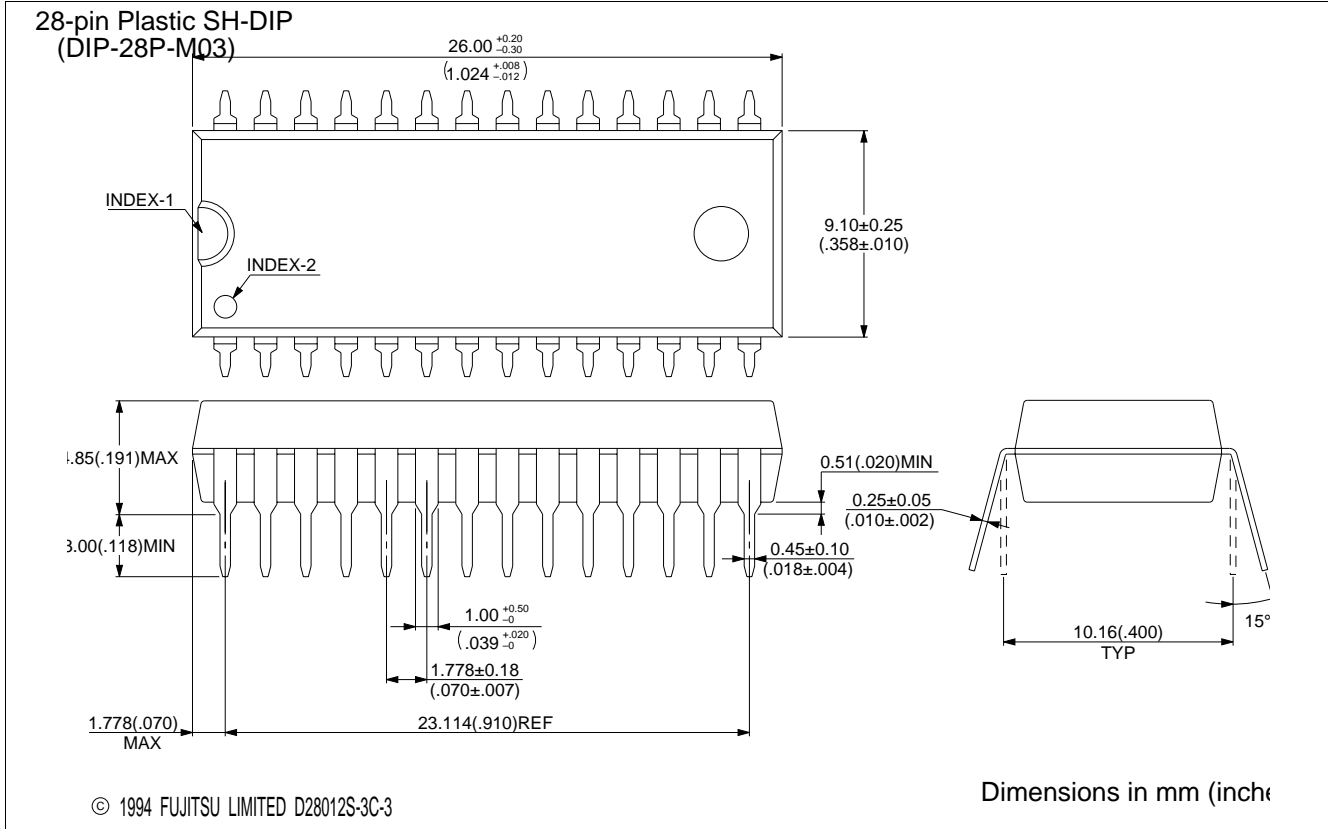 28-pin Plastic SH-DIP
(DIP-28P-M03)
26.00 +0.20 –0.30
(1.024 +.008 –.012)
INDEX-1
INDEX-2
9.10±0.25
(.358±.010)
.85(.191)MAX
.00(.118)MIN
0.51(.020)MIN
0.25±0.05
(.010±.002)
0.45±0.10
(.018±.004)
1.00 +0.50 –0
(.039 +.020 –0)
1.778±0.18
(.070±.007)
1.778(.070)
MAX
23.114(.910)REF
10.16(.400)
TYP
15°
© 1994 FUJITSU LIMITED D28012S-3C-3
Dimensions in mm (inche